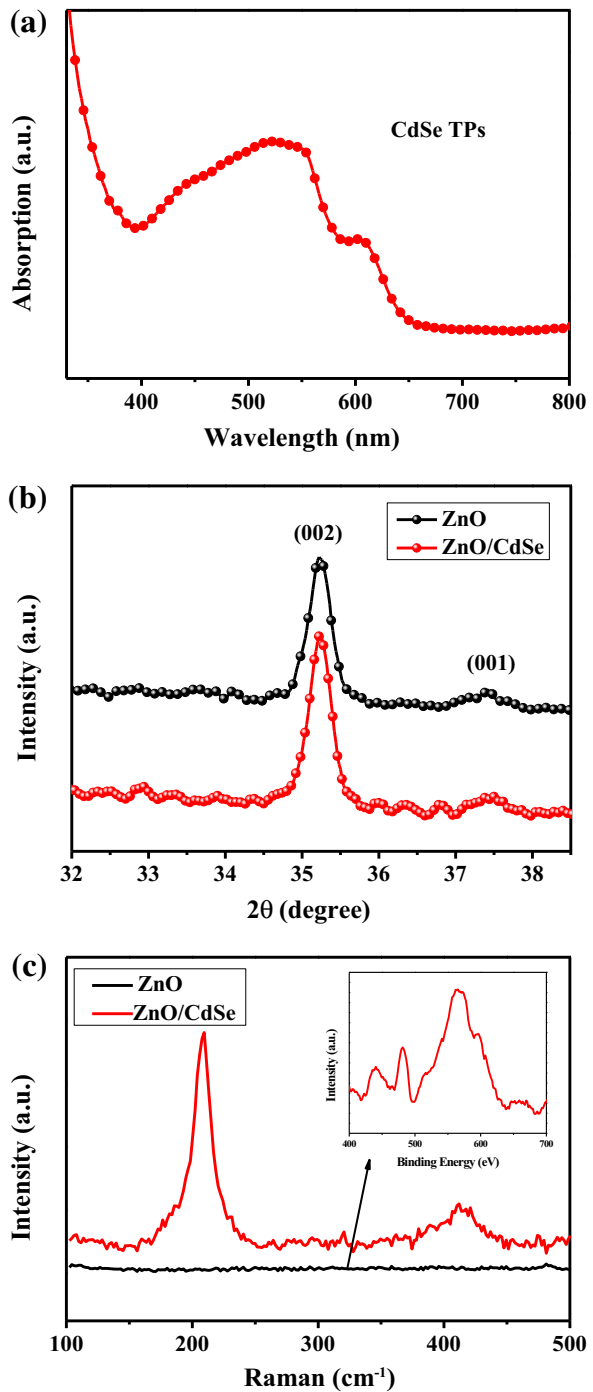 (a)
CdSe TPs
Absorption (a.u.)
400 500 600 700 800
Wavelength (nm)
(b)
ZnO
ZnO/CdSe
(002)
(001)
Intensity (a.u.)
32 33 34 35 36 37 38
2θ (degree)
(c)
ZnO
ZnO/CdSe
Intensity (a.u.)
400 500 600 700
Binding Energy (eV)
Intensity (a.u.)
100 200 300 400 500
Raman (cm⁻¹)